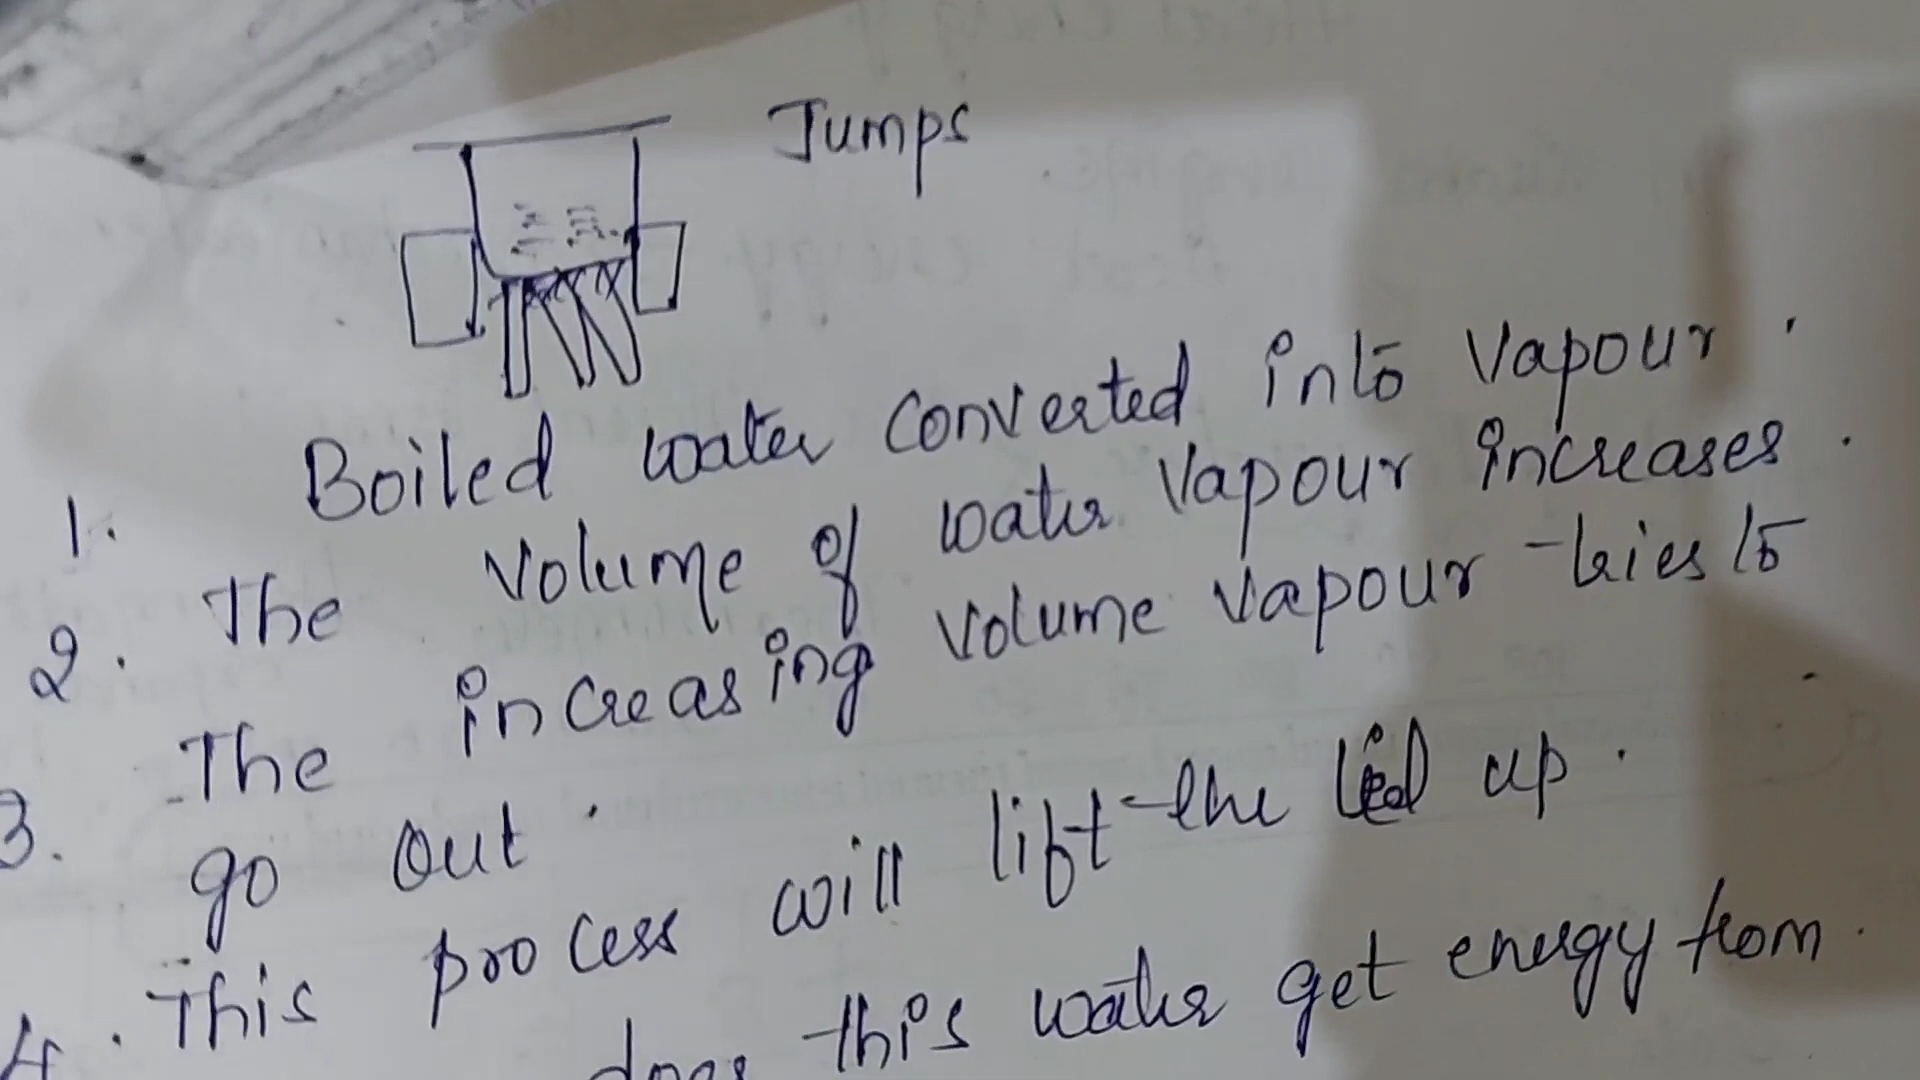 Jumps
1. Boiled water converted into vapour.
2. The volume of water vapour increases.
3. The increasing volume vapour tries to
go out.
4. This process will lift the lid up.
does this water get energy from